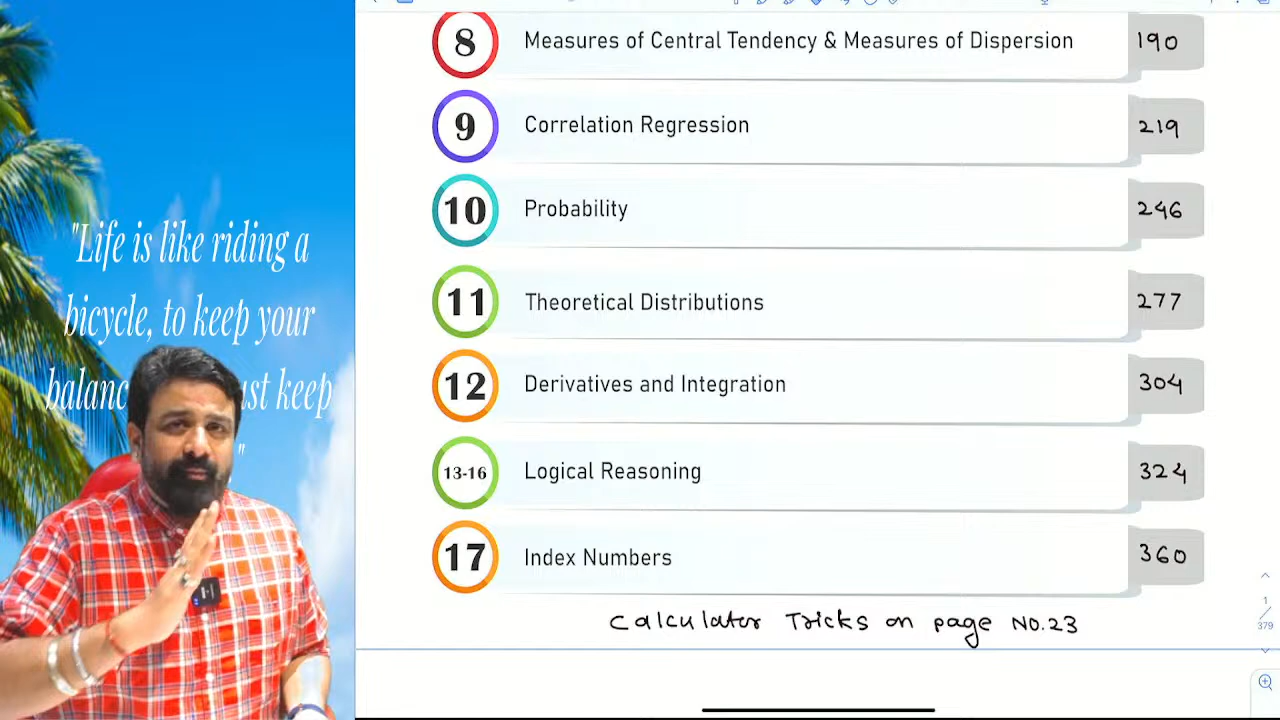 "Life is like riding a
bicycle, to keep your
keep
"
8 Measures of Central Tendency & Measures of Dispersion 190
9 Correlation Regression 219
10 Probability 246
11 Theoretical Distributions 277
12 Derivatives and Integration 304
13-16 Logical Reasoning 324
17 Index Numbers 360
Calculator Tricks on page NO.23
1
379